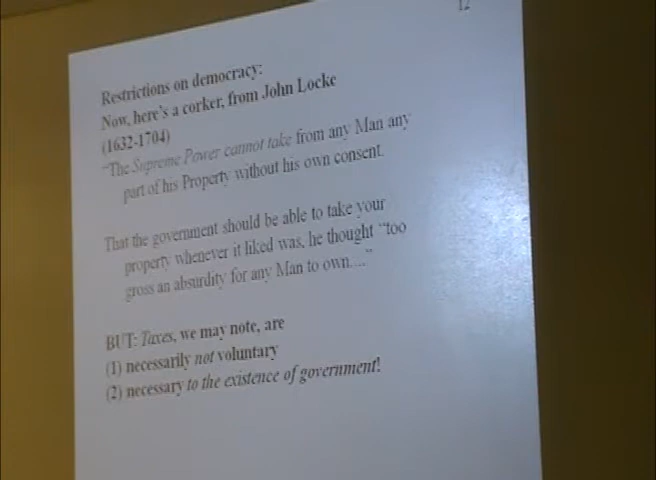 12
Restrictions on democracy:
Now, here's a corker, from John Locke
(1632-1704)
"The Supreme Power cannot take from any Man any
part of his Property without his own consent.
That the government should be able to take your
property whenever it liked was, he thought "too
gross an absurdity for any Man to own...."
BUT: Taxes, we may note, are
(1) necessarily not voluntary
(2) necessary to the existence of government!